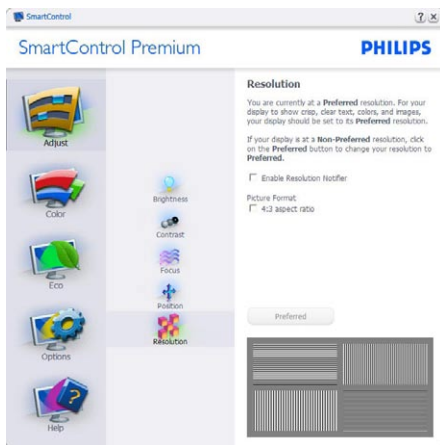 SmartControl
SmartControl Premium
PHILIPS
Adjust
Color
Eco
Options
Help
Brightness
Contrast
Focus
Position
Resolution
Resolution
You are currently at a Preferred resolution. For your
display to show crisp, clear text, colors, and images,
your display should be set to its Preferred resolution.
If your display is at a Non-Preferred resolution, click
on the Preferred button to change your resolution to
Preferred.
Enable Resolution Notifier
Picture Format
4:3 aspect ratio
Preferred